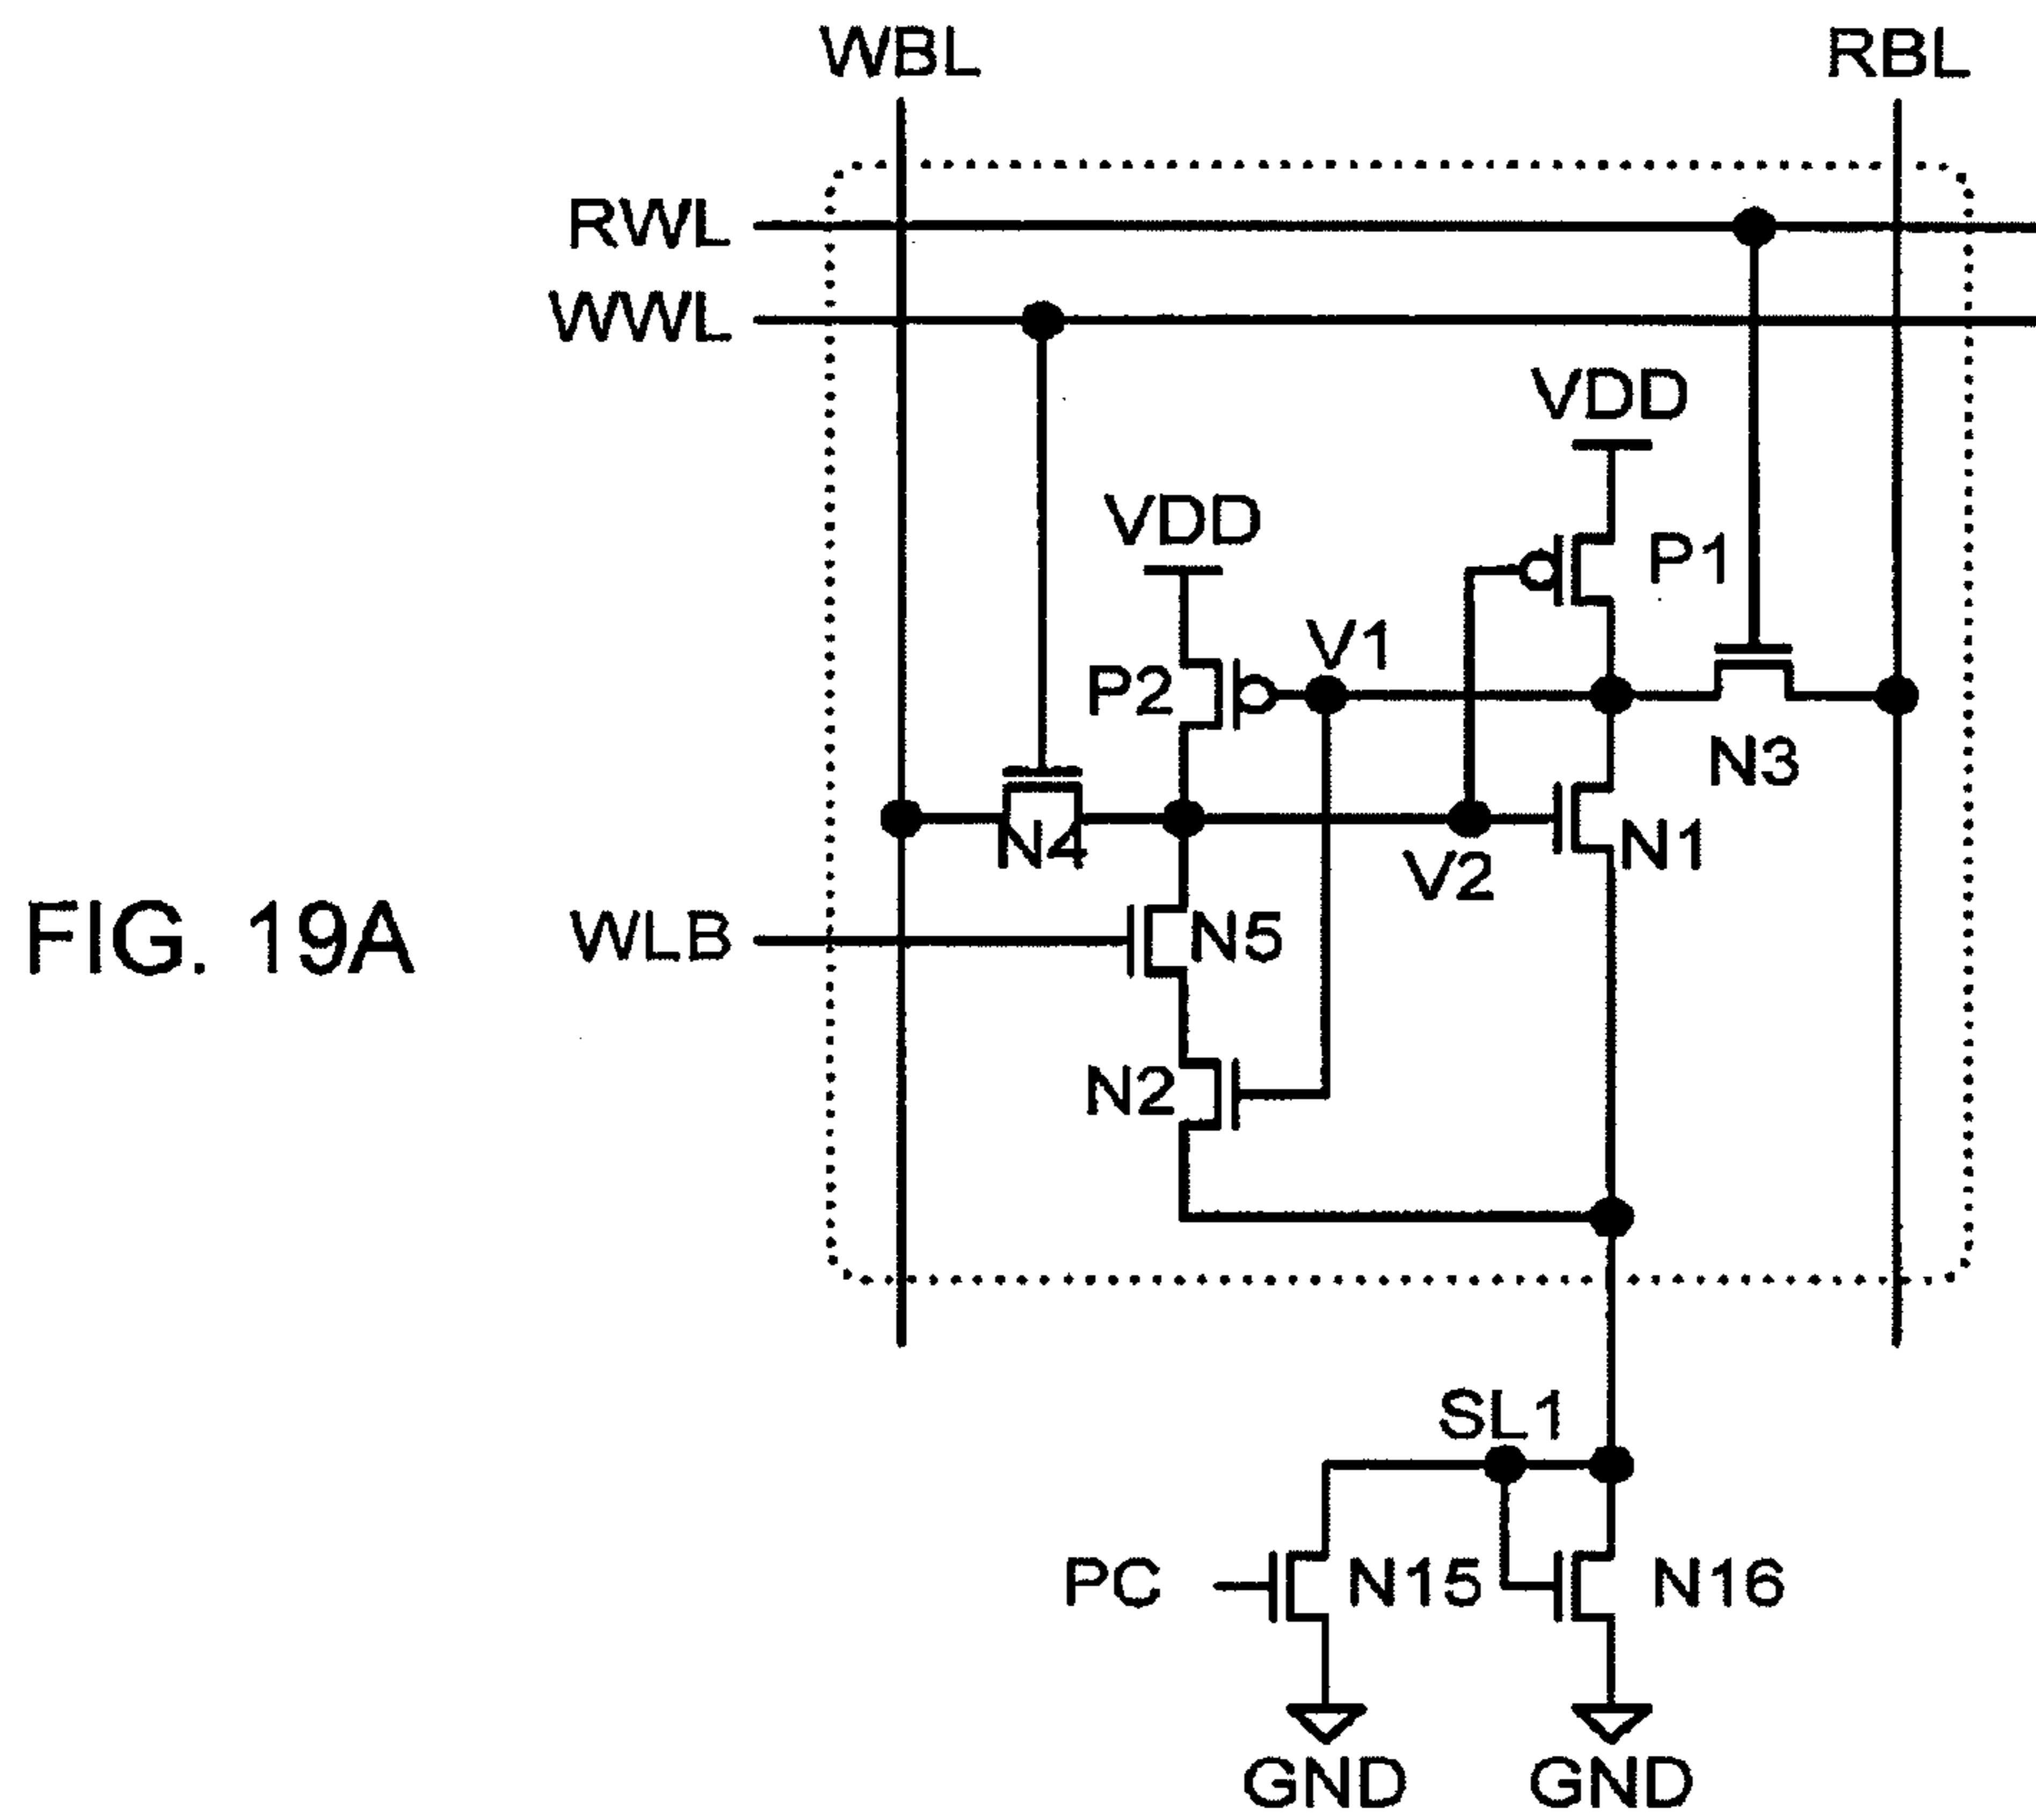 WBL RBL
RWL
WWL
VDD
VDD
P1
V1
P2
N3
N4
N1
V2
FIG. 19A
WLB
N5
N2
SL1
PC
N15
N16
GND GND